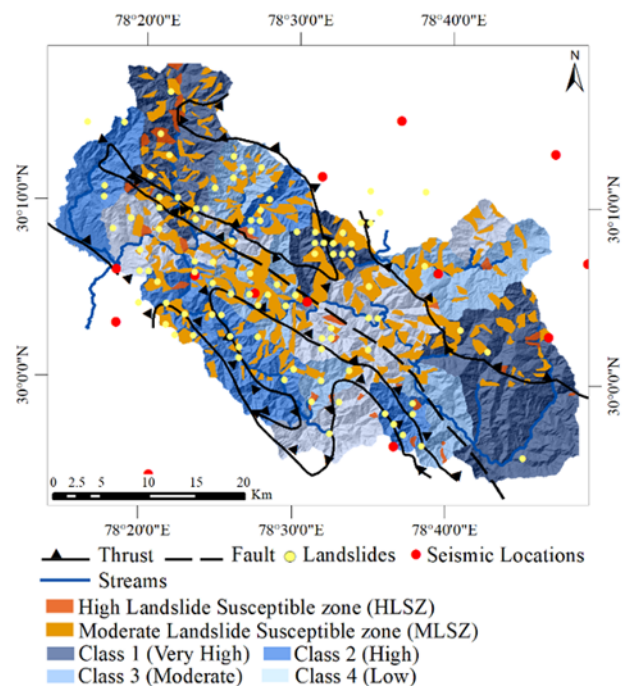 78°20'0"E 78°30'0"E 78°40'0"E
N
30°10'0"N 30°10'0"N
30°0'0"N 30°0'0"N
0 2.5 5 10 15 20
Km
78°20'0"E 78°30'0"E 78°40'0"E
Thrust Fault Landslides Seismic Locations
Streams
High Landslide Susceptible zone (HLSZ)
Moderate Landslide Susceptible zone (MLSZ)
Class 1 (Very High) Class 2 (High)
Class 3 (Moderate) Class 4 (Low)